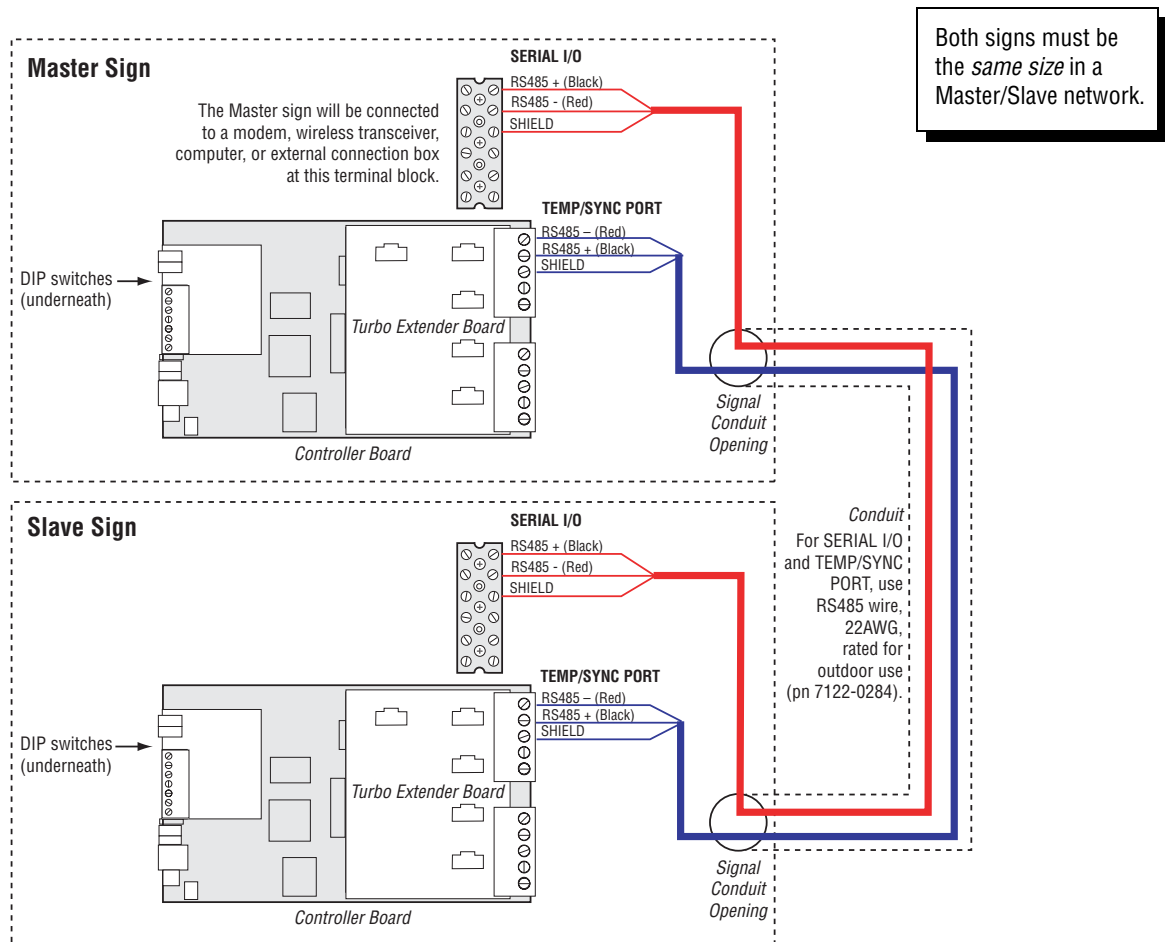 Both signs must be
the same size in a
Master/Slave network.
Master Sign
SERIAL I/O
RS485 + (Black)
RS485 - (Red)
SHIELD
The Master sign will be connected
to a modem, wireless transceiver,
computer, or external connection box
at this terminal block.
TEMP/SYNC PORT
RS485 – (Red)
RS485 + (Black)
SHIELD
DIP switches
(underneath)
Turbo Extender Board
Controller Board
Signal
Conduit
Opening
Conduit
For SERIAL I/O
and TEMP/SYNC
PORT, use
RS485 wire,
22AWG,
rated for
outdoor use
(pn 7122-0284).
Slave Sign
SERIAL I/O
RS485 + (Black)
RS485 - (Red)
SHIELD
TEMP/SYNC PORT
RS485 – (Red)
RS485 + (Black)
SHIELD
DIP switches
(underneath)
Turbo Extender Board
Controller Board
Signal
Conduit
Opening